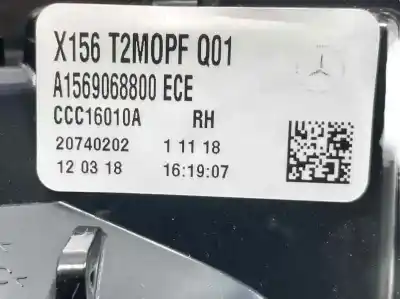 X156 T2MOPF Q01
A1569068800 ECE
CCC16010A RH
20740202 1 11 18
12 03 18 16:19:07